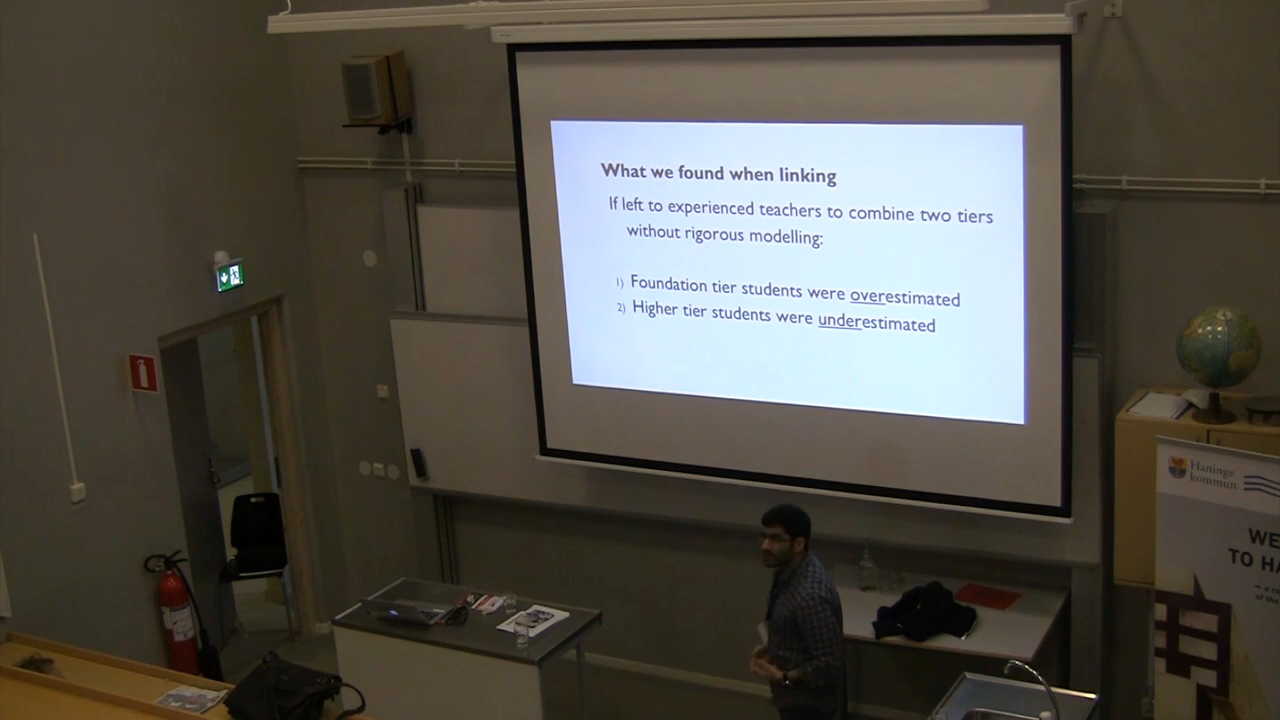 What we found when linking
If left to experienced teachers to combine two tiers
without rigorous modelling:
1) Foundation tier students were overestimated
2) Higher tier students were underestimated
Haninge
kommun
WE
TO HA